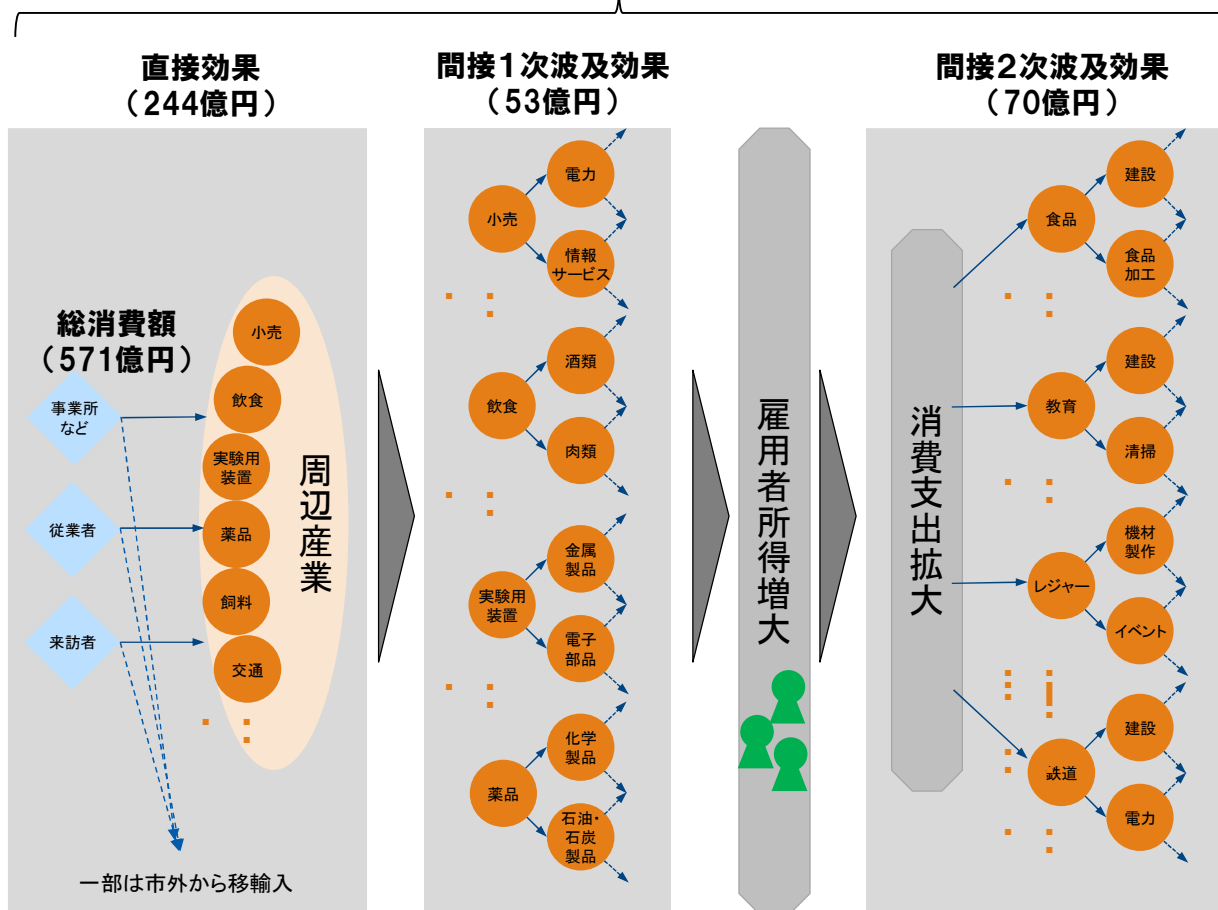 直接効果
（244億円）
間接１次波及効果
（53億円）
間接２次波及効果
（70億円）
総消費額
（571億円）
事業所
など
従業者
来訪者
小売
飲食
実験用
装置
薬品
飼料
交通
周辺産業
一部は市外から移輸入
小売
電力
情報
サービス
飲食
酒類
肉類
実験用
装置
金属
製品
電子
部品
薬品
化学
製品
石油・
石炭
製品
雇用者所得増大
消費支出拡大
食品
建設
食品
加工
教育
建設
清掃
レジャー
機材
製作
イベント
鉄道
建設
電力